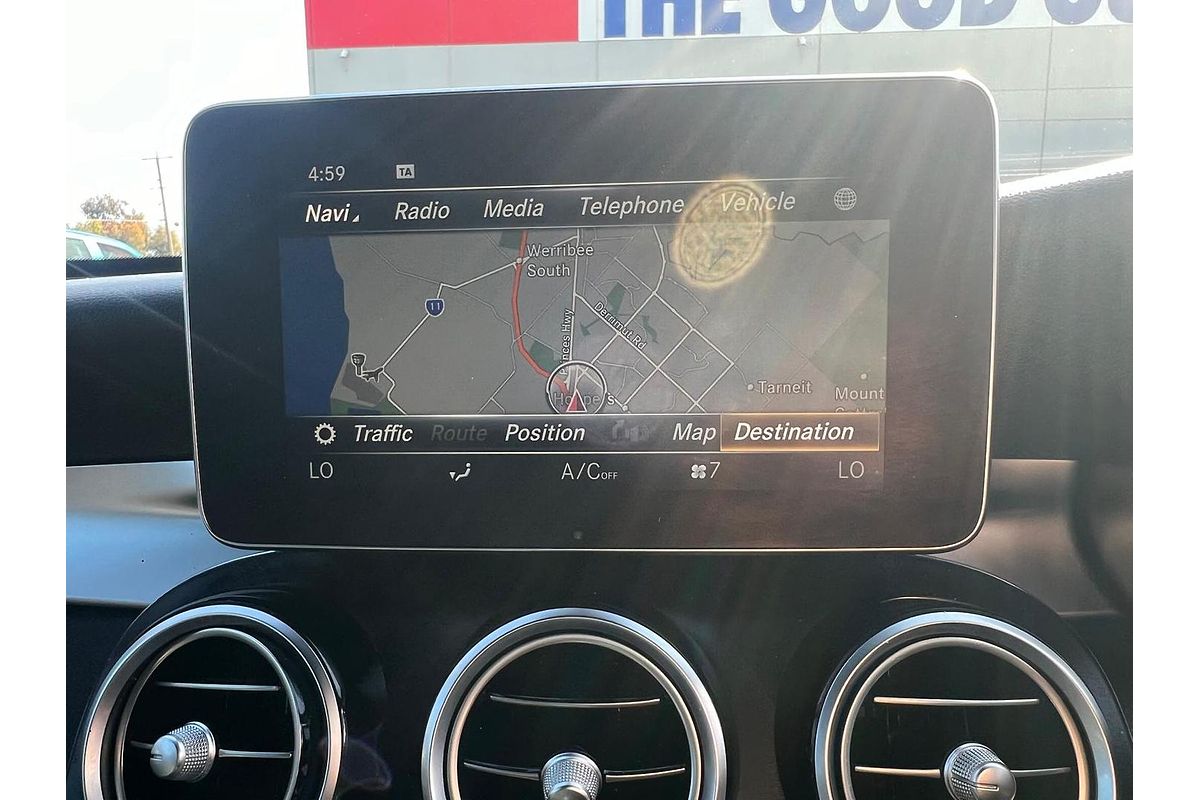 THE GOOD
4:59 TA
Navi Radio Media Telephone Vehicle
Werribee
South
11
Princes Hwy
Derrimut Rd
Tarneit
Mount
Traffic Route Position Map Destination
LO A/C OFF 7 LO